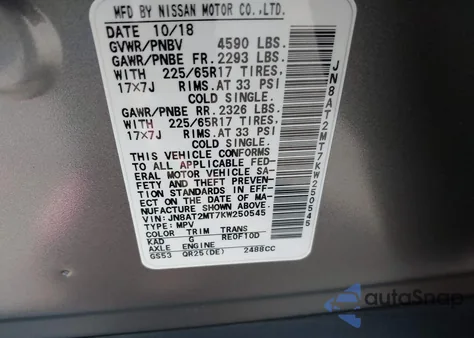 MFD BY NISSAN MOTOR CO.,LTD.
DATE 10/18
GVWR/PNBV 4590 LBS.
GAWR/PNBE FR. 2293 LBS.
WITH 225/65R17 TIRES,
17x7J RIMS.AT 33 PSI
COLD SINGLE.
GAWR/PNBE RR. 2326 LBS.
WITH 225/65R17 TIRES,
17x7J RIMS.AT 33 PSI
COLD SINGLE.
THIS VEHICLE CONFORMS
TO ALL APPLICABLE FED-
ERAL MOTOR VEHICLE SA-
FETY AND THEFT PREVEN-
TION STANDARDS IN EFF-
ECT ON THE DATE OF MA-
NUFACTURE SHOWN ABOVE.
VIN: JN8AT2MT7KW250545
TYPE: MPV
COLOR TRIM TRANS
KAD G RE0F10D
AXLE ENGINE
GS53 QR25(DE) 2488CC
JN8AT2MT7KW250545
autoSnap